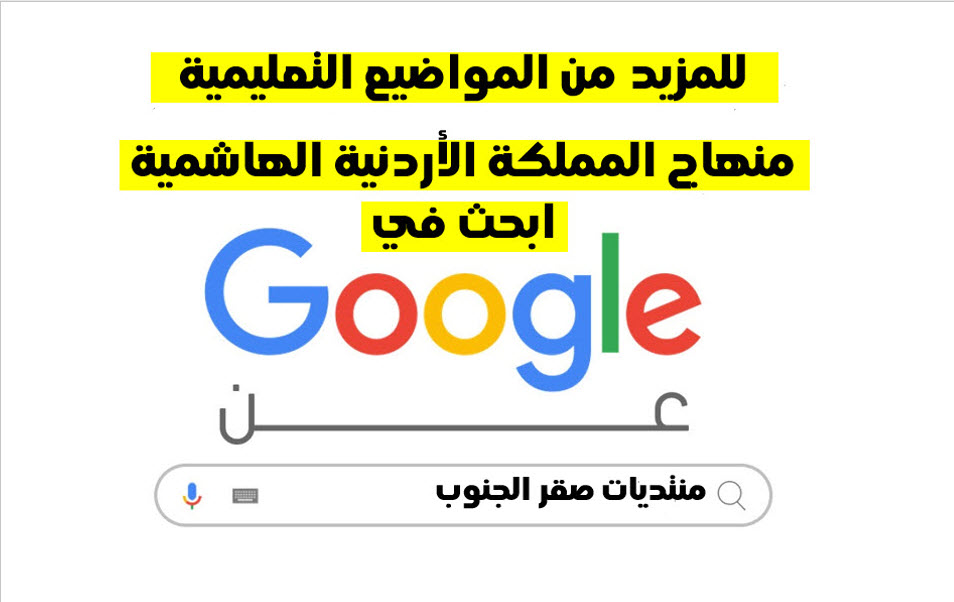 للمزيد من المواضيع التعليمية
منهاج المملكة الأردنية الهاشمية
ابحث في
Google
عن
منتديات صقر الجنوب